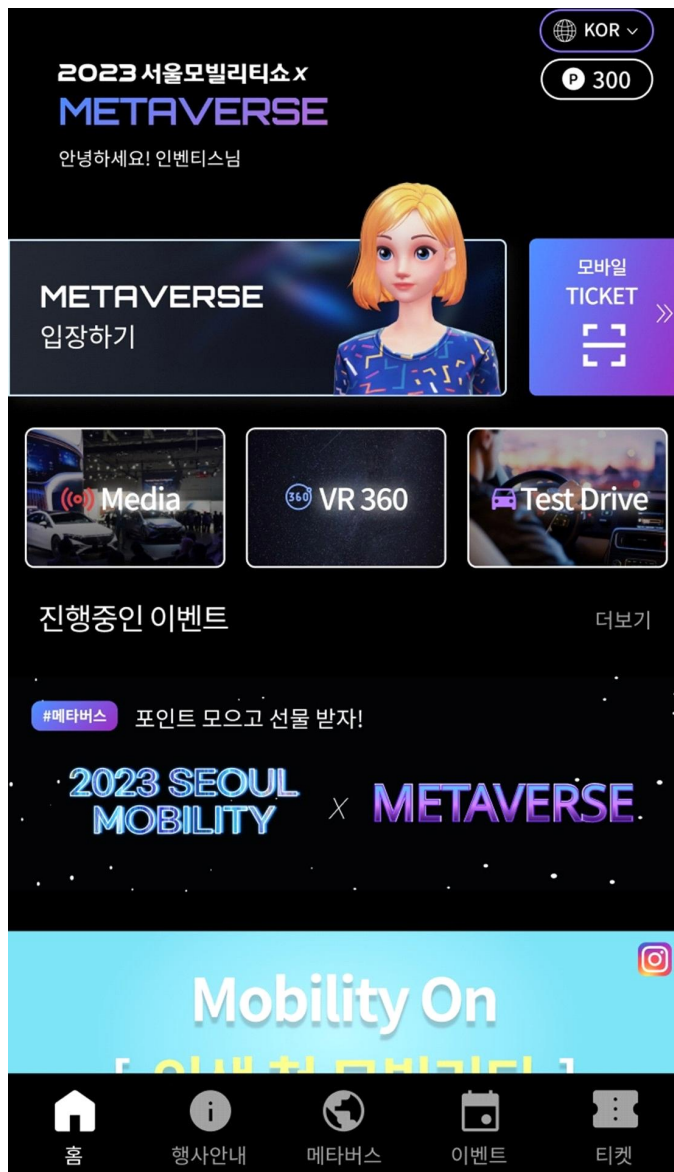 KOR
2023 서울모빌리티쇼 x
P 300
METAVERSE
안녕하세요! 인벤티스님
METAVERSE
입장하기
모바일
TICKET
Media
360 VR 360
Test Drive
진행중인 이벤트
더보기
#메타버스 포인트 모으고 선물 받자!
2023 SEOUL
MOBILITY
X METAVERSE
Mobility On
홈
행사안내
메타버스
이벤트
티켓